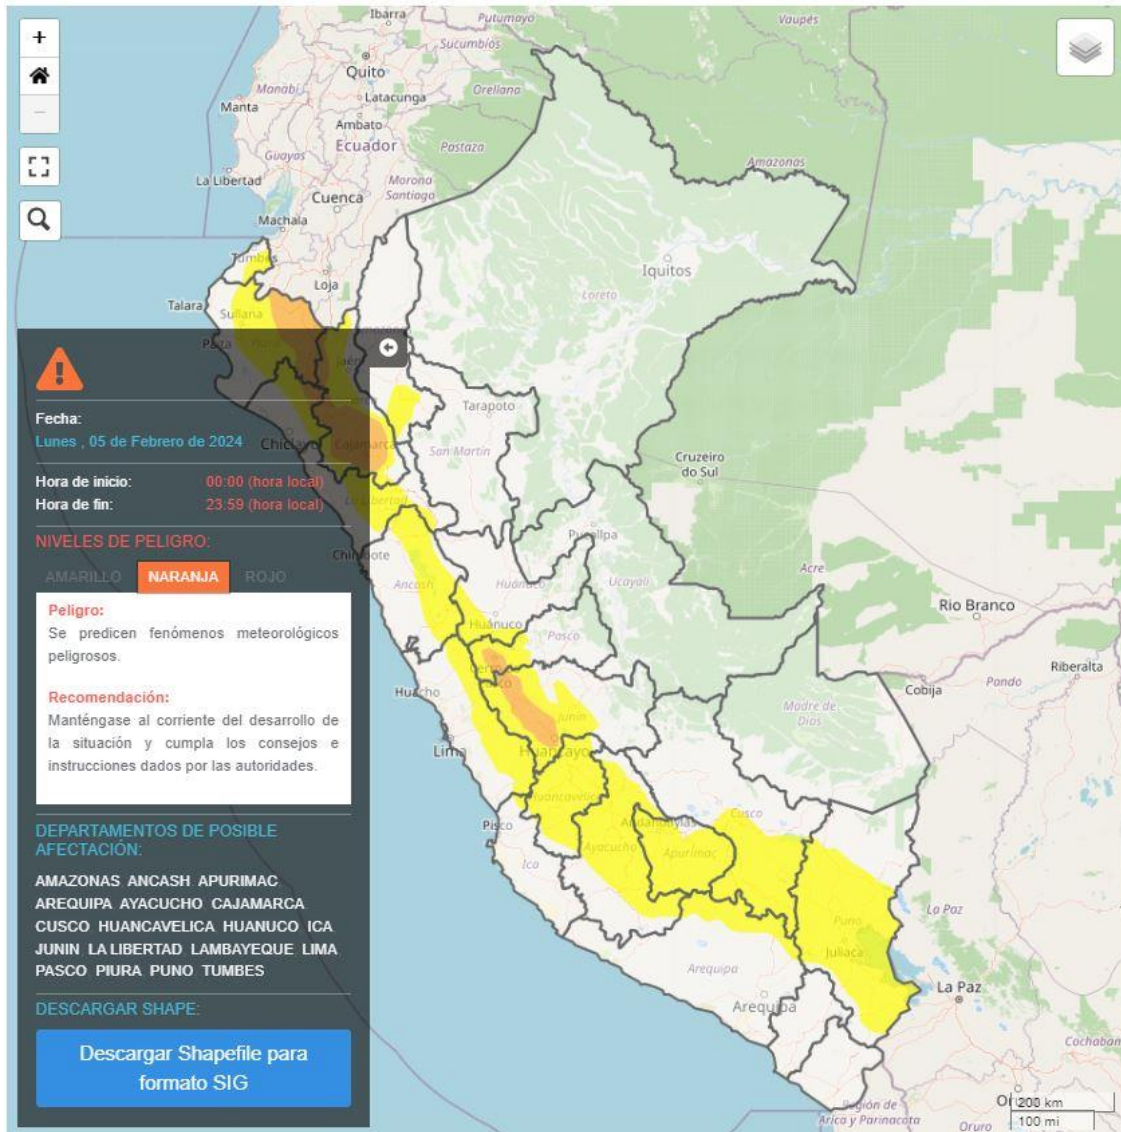 Ibarra
Putumayo
Vaupés
+
Sucumbíos
Quito
Manabí
Latacunga
Orellana
Manta
Ambato
Ecuador
Pastaza
Amazonas
Guayas
Morona
Santiago
La Libertad
Cuenca
Machala
Tumbes
Iquitos
Loja
Loreto
Talara
Sullana
Paita
Piura
Jaén
Tarapoto
San Martín
Chiclayo
Cajamarca
Cruzeiro
do Sul
La Libertad
Pucallpa
Chimbote
Ancash
Huánuco
Ucayali
Acre
Rio Branco
Huánuco
Pasco
Riberalta
Cobija
Pando
Huacho
Junín
Madre de
Dios
Lima
Huancayo
Huancavelica
Cusco
Pisco
Andahuaylas
Ica
Ayacucho
Apurímac
La Paz
Puno
Juliaca
Arequipa
La Paz
Arequipa
Cochabam
Región de
Arica y Parinacota
Oruro
200 km
100 mi
Fecha:
Lunes , 05 de Febrero de 2024
Hora de inicio: 00:00 (hora local)
Hora de fin: 23:59 (hora local)
NIVELES DE PELIGRO:
AMARILLO NARANJA ROJO
Peligro:
Se predicen fenómenos meteorológicos
peligrosos.
Recomendación:
Manténgase al corriente del desarrollo de
la situación y cumpla los consejos e
instrucciones dados por las autoridades.
DEPARTAMENTOS DE POSIBLE
AFECTACIÓN:
AMAZONAS ANCASH APURIMAC
AREQUIPA AYACUCHO CAJAMARCA
CUSCO HUANCAVELICA HUANUCO ICA
JUNIN LA LIBERTAD LAMBAYEQUE LIMA
PASCO PIURA PUNO TUMBES
DESCARGAR SHAPE:
Descargar Shapefile para
formato SIG